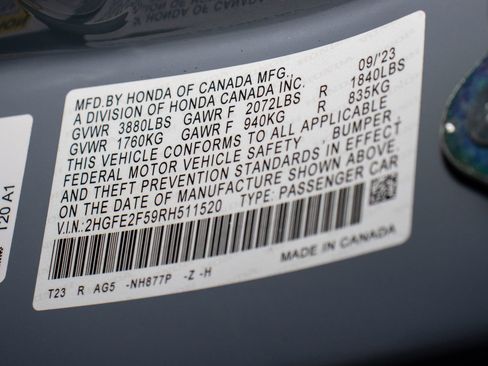 MFD.BY HONDA OF CANADA MFG., 09/'23
A DIVISION OF HONDA CANADA INC.
GVWR 3880LBS GAWR F 2072LBS R 1840LBS
GVWR 1760KG GAWR F 940KG R 835KG
THIS VEHICLE CONFORMS TO ALL APPLICABLE
FEDERAL MOTOR VEHICLE SAFETY BUMPER,
AND THEFT PREVENTION STANDARDS IN EFFECT
ON THE DATE OF MANUFACTURE SHOWN ABOVE.
V.I.N.:2HGFE2F59RH511520 TYPE: PASSENGER CAR
MADE IN CANADA
T23 R AG5 -NH877P -Z -H
T20 A1